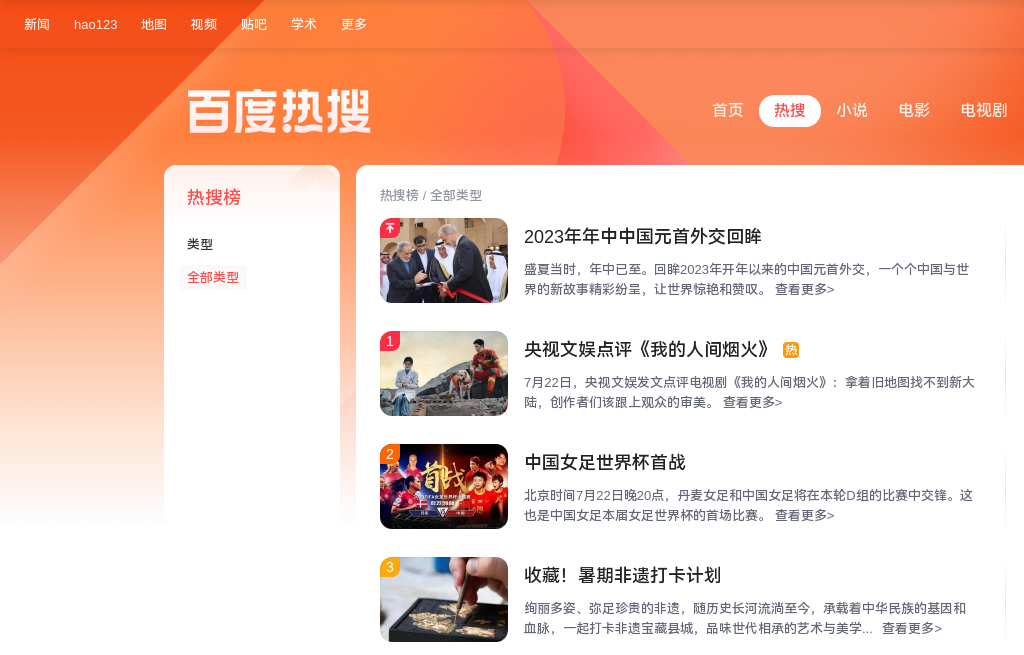 新闻 hao123 地图 视频 贴吧 学术 更多
百度热搜
首页 热搜 小说 电影 电视剧
热搜榜
类型
全部类型
热搜榜 / 全部类型
2023年年中中国元首外交回眸
盛夏当时，年中已至。回眸2023年开年以来的中国元首外交，一个个中国与世
界的新故事精彩纷呈，让世界惊艳和赞叹。 查看更多>
1
央视文娱点评《我的人间烟火》 热
7月22日，央视文娱发文点评电视剧《我的人间烟火》：拿着旧地图找不到新大
陆，创作者们该跟上观众的审美。 查看更多>
2
首战
中国女足世界杯首战
北京时间7月22日晚20点，丹麦女足和中国女足将在本轮D组的比赛中交锋。这
也是中国女足本届女足世界杯的首场比赛。 查看更多>
3
收藏！暑期非遗打卡计划
绚丽多姿、弥足珍贵的非遗，随历史长河流淌至今，承载着中华民族的基因和
血脉，一起打卡非遗宝藏县城，品味世代相承的艺术与美学... 查看更多>